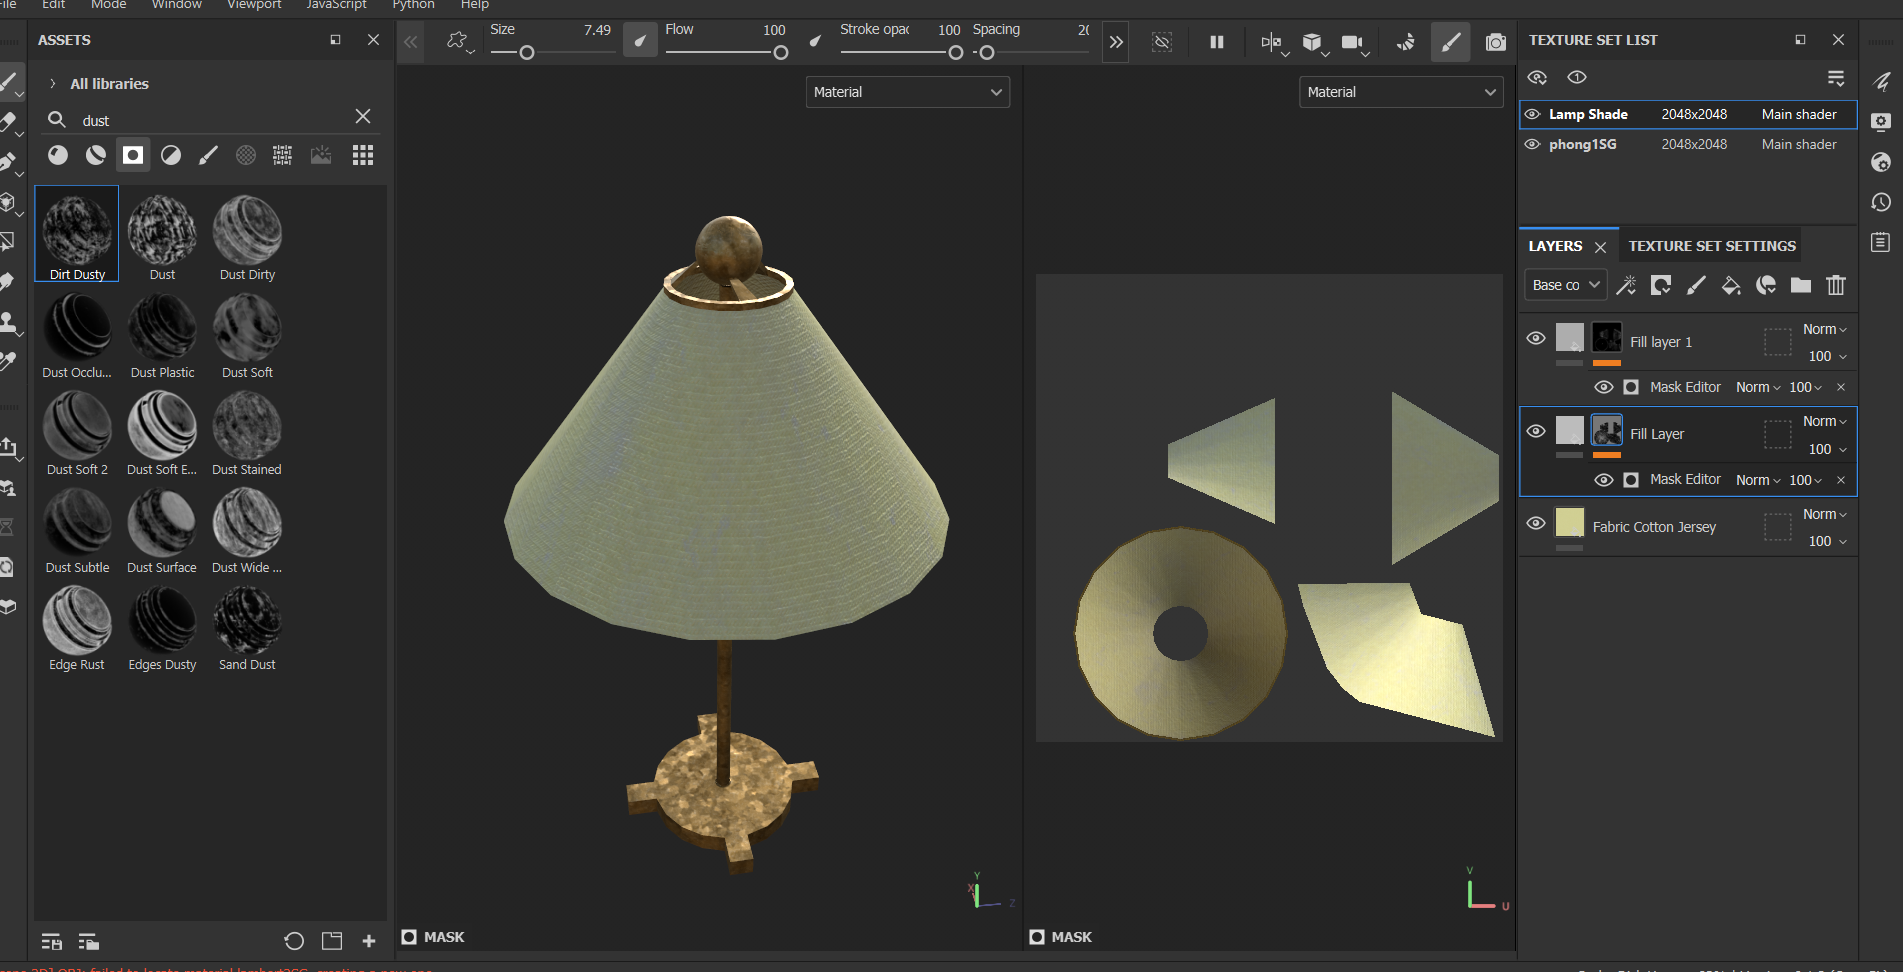 File Edit Mode Window Viewport JavaScript Python Help
ASSETS
All libraries
dust
Dirt Dusty
Dust
Dust Dirty
Dust Occlu...
Dust Plastic
Dust Soft
Dust Soft 2
Dust Soft E...
Dust Stained
Dust Subtle
Dust Surface
Dust Wide ...
Edge Rust
Edges Dusty
Sand Dust
Size 7.49
Flow 100
Stroke opac 100
Spacing 20
Material
Y
X
Z
MASK
Material
V
U
MASK
TEXTURE SET LIST
1
Lamp Shade 2048x2048 Main shader
phong1SG 2048x2048 Main shader
LAYERS
TEXTURE SET SETTINGS
Base co
Fill layer 1 Norm
100
Mask Editor Norm 100
Fill Layer Norm
100
Mask Editor Norm 100
Fabric Cotton Jersey Norm
100